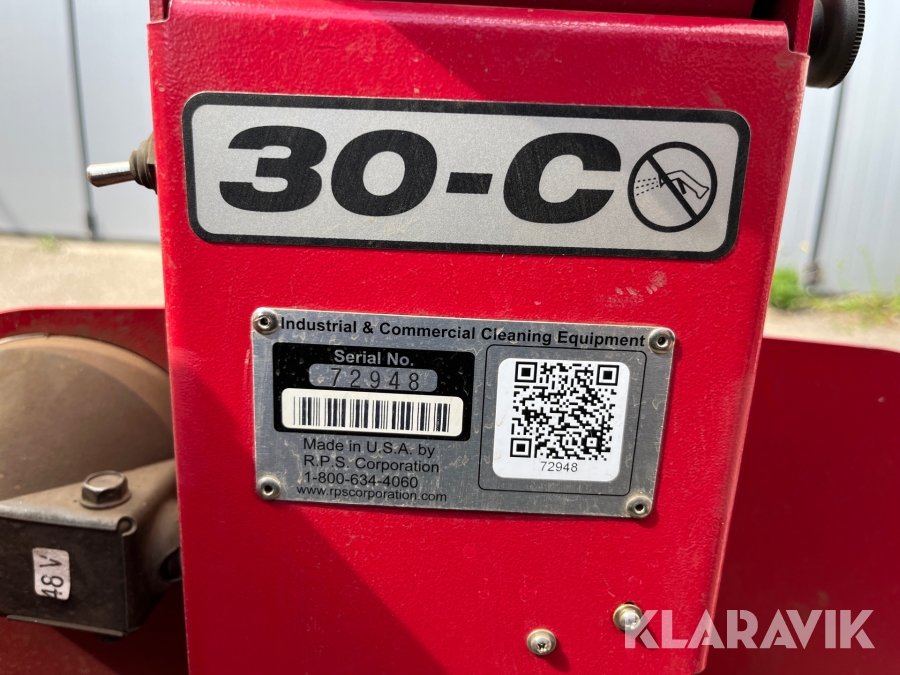 30-C
Industrial & Commercial Cleaning Equipment
Serial No.
72948
Made in U.S.A. by
R.P.S. Corporation
1-800-634-4060
www.rpscorporation.com
72948
48 V
KLARAVIK